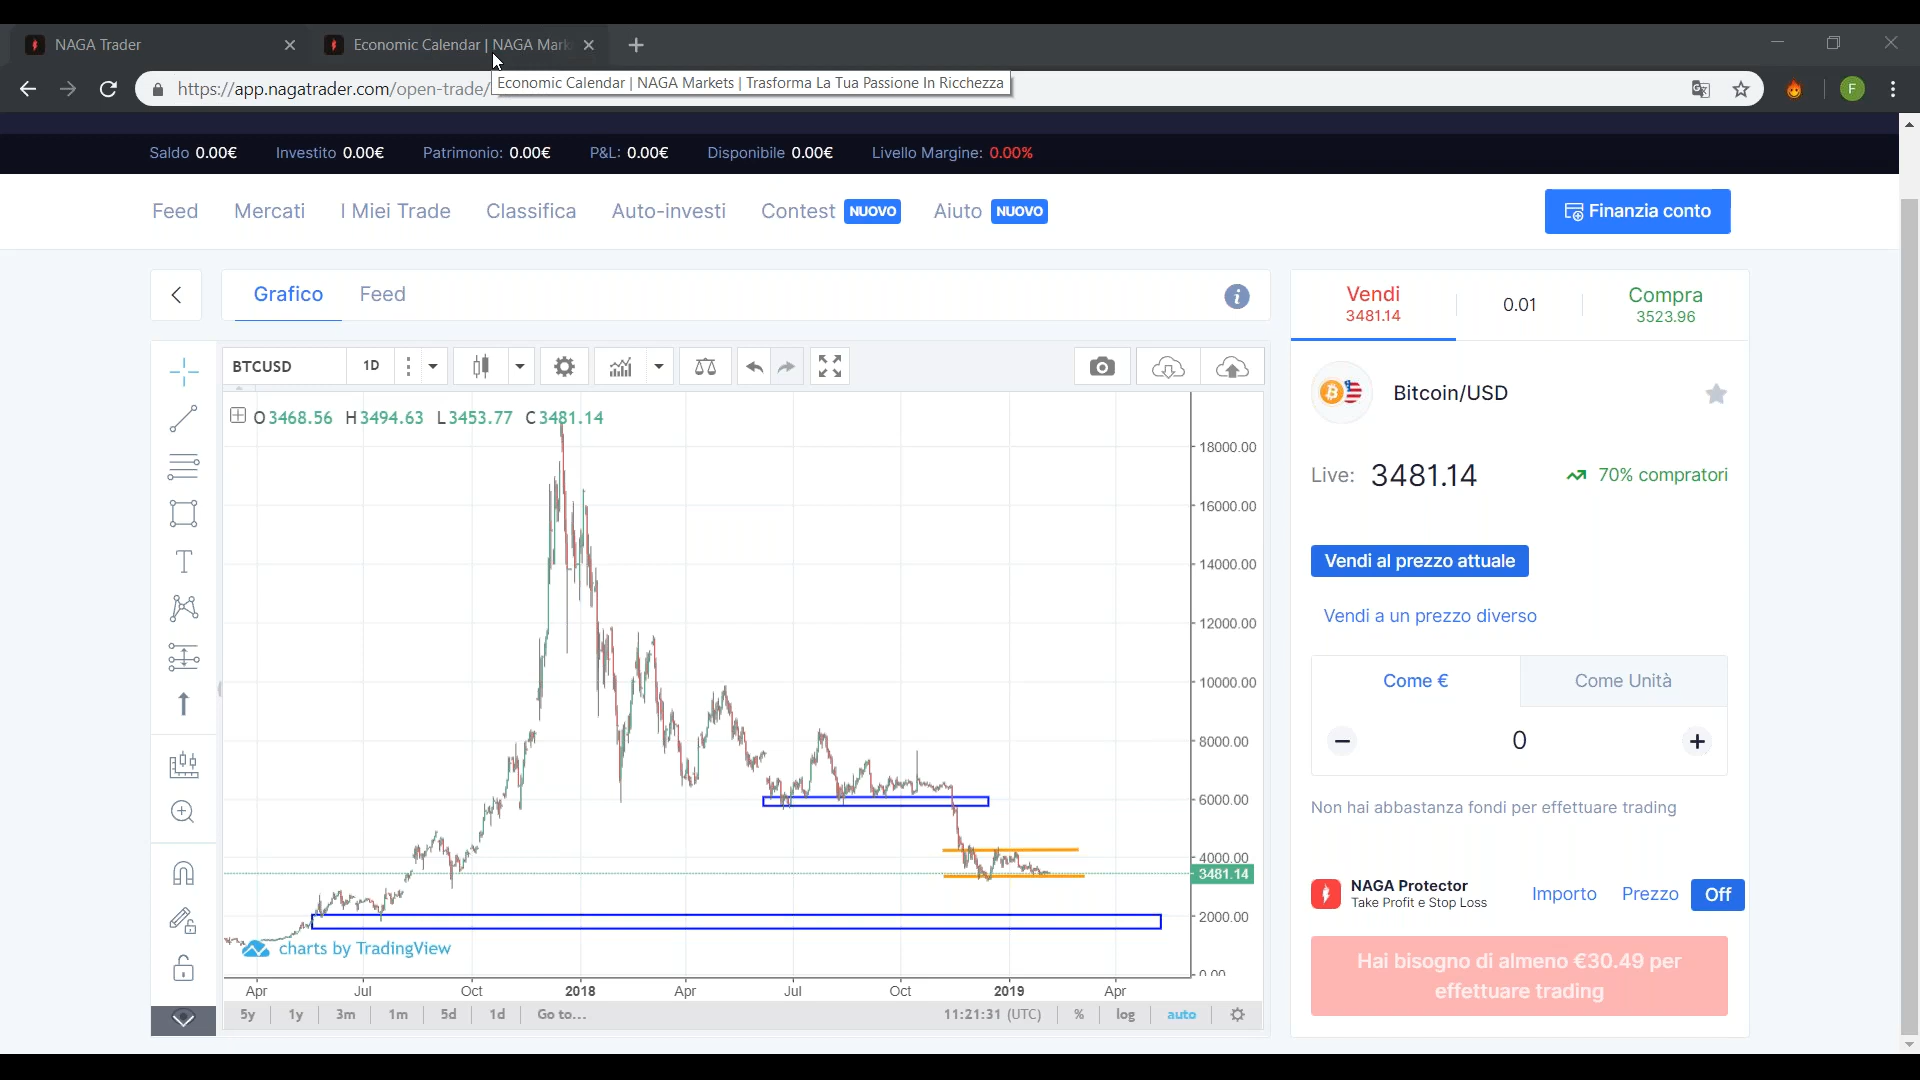 NAGA Trader
Economic Calendar | NAGA Mark
https://app.nagatrader.com/open-trade/
Economic Calendar | NAGA Markets | Trasforma La Tua Passione In Ricchezza
F
Saldo 0.00€ Investito 0.00€ Patrimonio: 0.00€ P&L: 0.00€ Disponibile 0.00€ Livello Margine: 0.00%
Feed Mercati I Miei Trade Classifica Auto-investi Contest NUOVO Aiuto NUOVO
Finanzia conto
Grafico Feed
BTCUSD 1D
O 3468.56 H 3494.63 L 3453.77 C 3481.14
18000.00
16000.00
14000.00
12000.00
10000.00
8000.00
6000.00
4000.00
3481.14
2000.00
0.00
charts by TradingView
Apr Jul Oct 2018 Apr Jul Oct 2019 Apr
5y 1y 3m 1m 5d 1d Go to... 11:21:31 (UTC) % log auto
Vendi
3481.14
0.01
Compra
3523.96
Bitcoin/USD
Live: 3481.14 70% compratori
Vendi al prezzo attuale
Vendi a un prezzo diverso
Come € Come Unità
− 0 +
Non hai abbastanza fondi per effettuare trading
NAGA Protector
Take Profit e Stop Loss
Importo Prezzo Off
Hai bisogno di almeno €30.49 per
effettuare trading